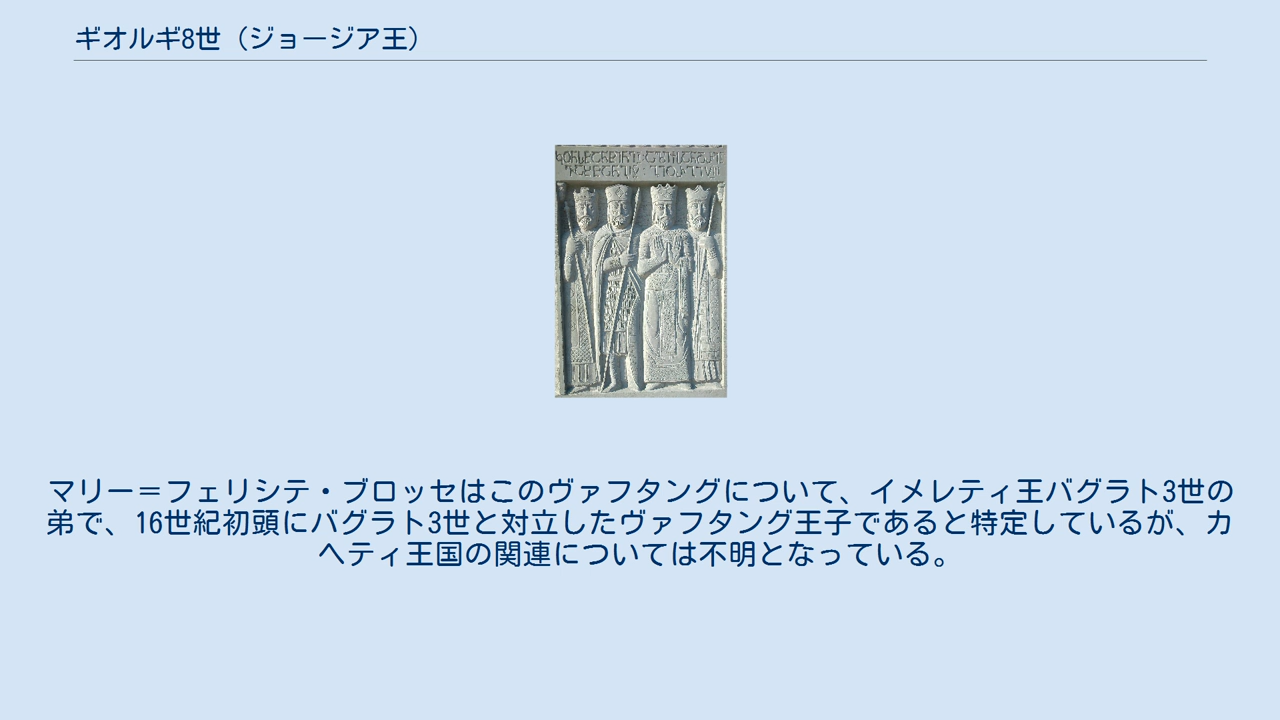 ギオルギ8世（ジョージア王）
マリー＝フェリシテ・ブロッセはこのヴァフタングについて、イメレティ王バグラト3世の
弟で、16世紀初頭にバグラト3世と対立したヴァフタング王子であると特定しているが、カ
ヘティ王国の関連については不明となっている。